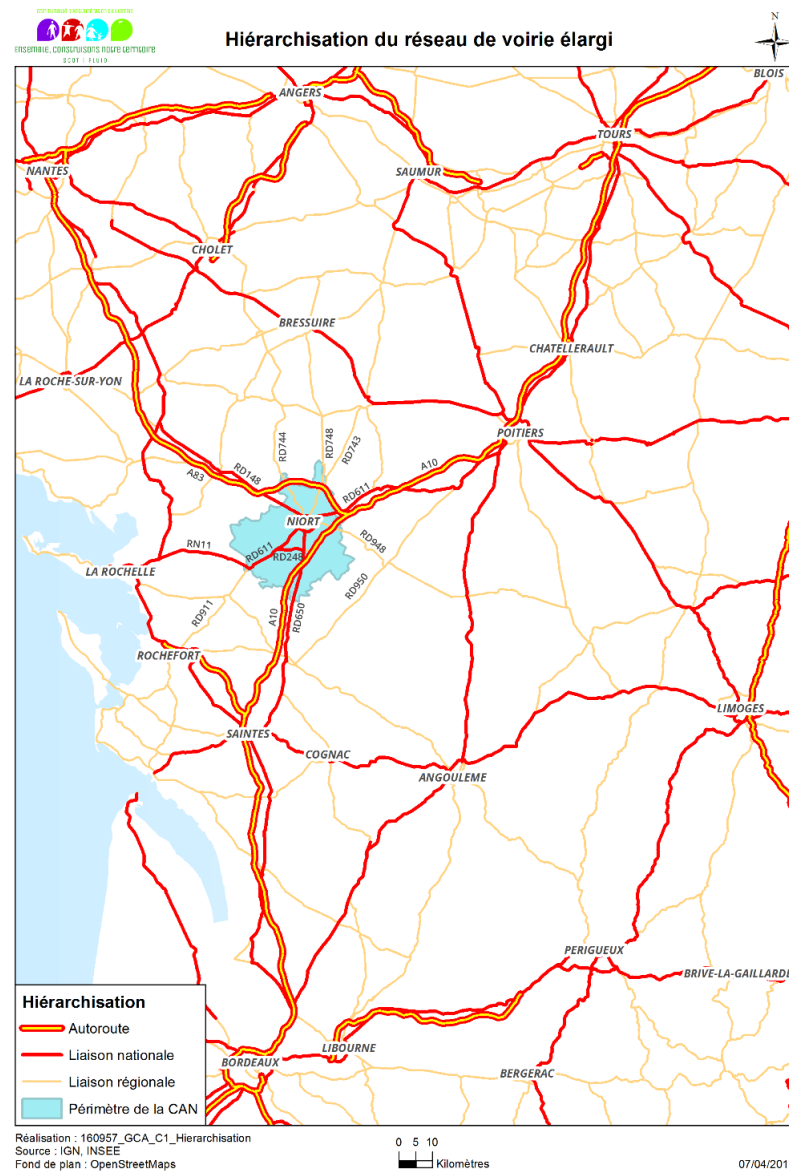 Hiérarchisation du réseau de voirie élargi
ENSEMBLE, CONSTRUISONS NOTRE TERRITOIRE
SCOT I FLUID
N
BLOIS
ANGERS
TOURS
NANTES
SAUMUR
CHOLET
BRESSUIRE
CHATELLERAULT
LA ROCHE-SUR-YON
POITIERS
RD744
RD748
RD743
A10
A83
RD148
RD611
NIORT
RN11
RD611
RD248
RD948
LA ROCHELLE
RD911
A10
RD650
RD950
ROCHEFORT
LIMOGES
SAINTES
COGNAC
ANGOULEME
PERIGUEUX
BRIVE-LA-GAILLARDE
LIBOURNE
BORDEAUX
BERGERAC
Hiérarchisation
Autoroute
Liaison nationale
Liaison régionale
Périmètre de la CAN
Réalisation : 160957_GCA_C1_Hierarchisation
Source : IGN, INSEE
Fond de plan : OpenStreetMaps
0 5 10
Kilomètres
07/04/201